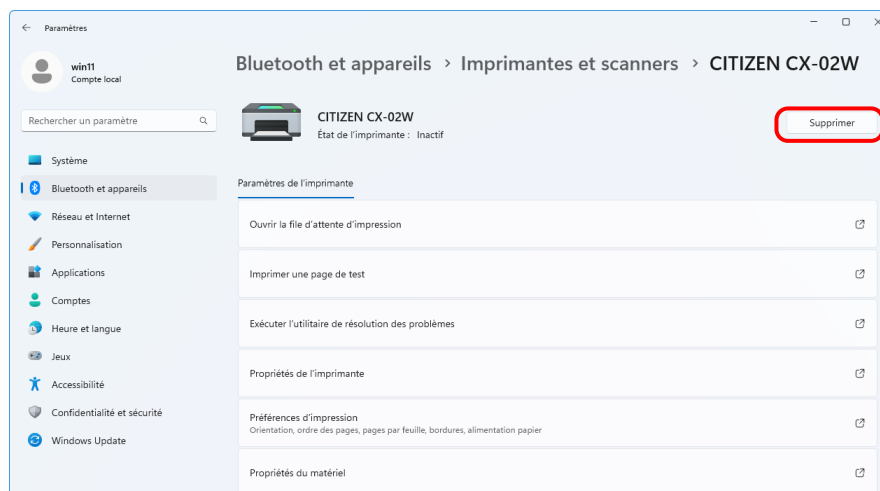 Paramètres
win11
Compte local
Rechercher un paramètre
Système
Bluetooth et appareils
Réseau et Internet
Personnalisation
Applications
Comptes
Heure et langue
Jeux
Accessibilité
Confidentialité et sécurité
Windows Update
Bluetooth et appareils > Imprimantes et scanners > CITIZEN CX-02W
CITIZEN CX-02W
État de l'imprimante : Inactif
Supprimer
Paramètres de l'imprimante
Ouvrir la file d'attente d'impression
Imprimer une page de test
Exécuter l'utilitaire de résolution des problèmes
Propriétés de l'imprimante
Préférences d'impression
Orientation, ordre des pages, pages par feuille, bordures, alimentation papier
Propriétés du matériel